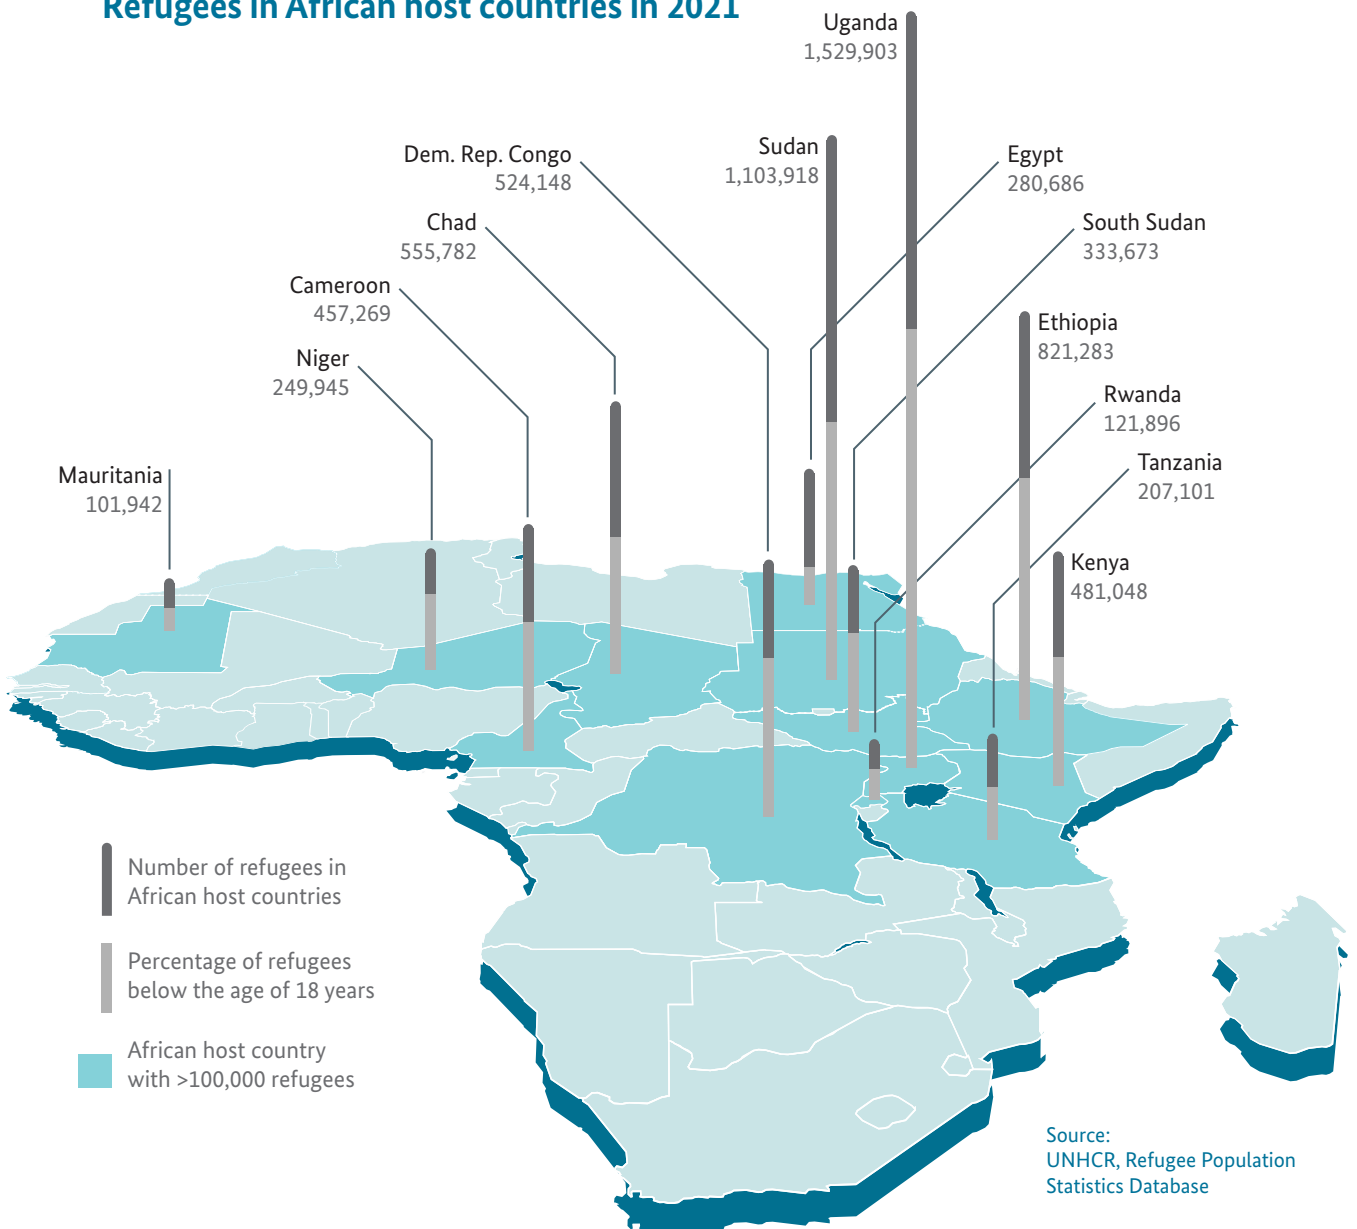 Refugees in African host countries in 2021
Uganda
1,529,903
Sudan
1,103,918
Dem. Rep. Congo
524,148
Egypt
280,686
Chad
555,782
South Sudan
333,673
Cameroon
457,269
Ethiopia
821,283
Niger
249,945
Rwanda
121,896
Mauritania
101,942
Tanzania
207,101
Kenya
481,048
Number of refugees in
African host countries
Percentage of refugees
below the age of 18 years
African host country
with >100,000 refugees
Source:
UNHCR, Refugee Population
Statistics Database